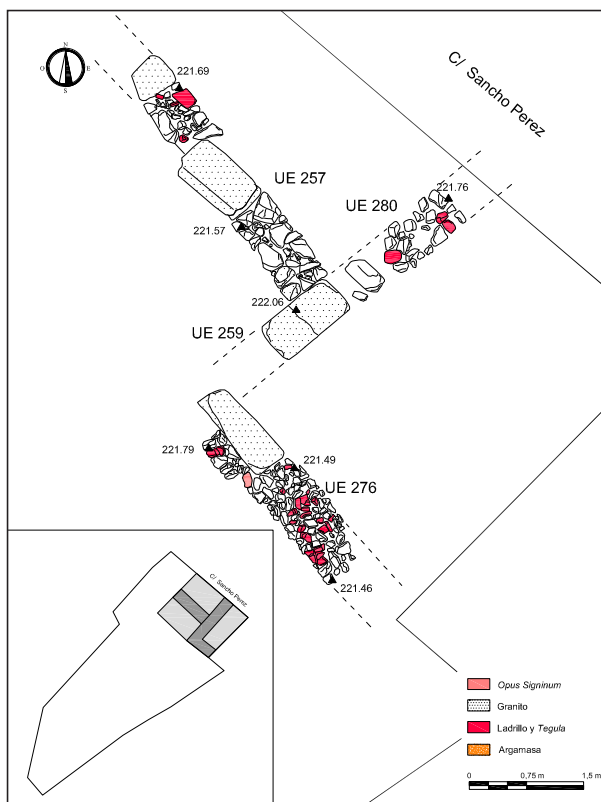 N
O
E
S
221.69
C/ Sancho Perez
UE 257
221.76
UE 280
221.57
222.06
UE 259
221.79
221.49
UE 276
221.46
C/ Sancho Perez
Opus Signinum
Granito
Ladrillo y Tegula
Argamasa
0
0,75 m
1,5 m